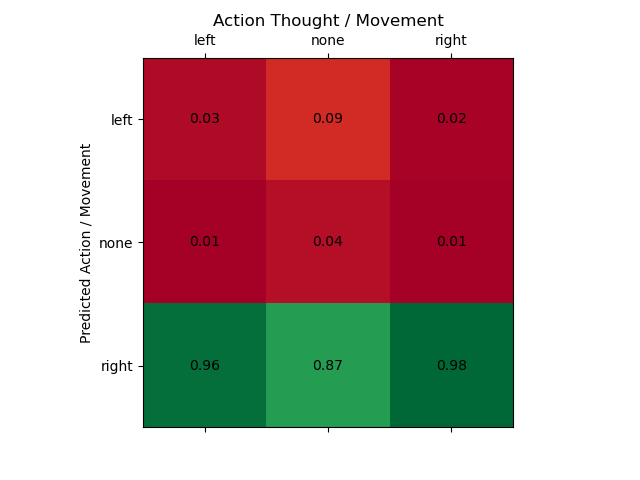 Action Thought / Movement
left none right
Predicted Action / Movement
left 0.03 0.09 0.02
none 0.01 0.04 0.01
right 0.96 0.87 0.98